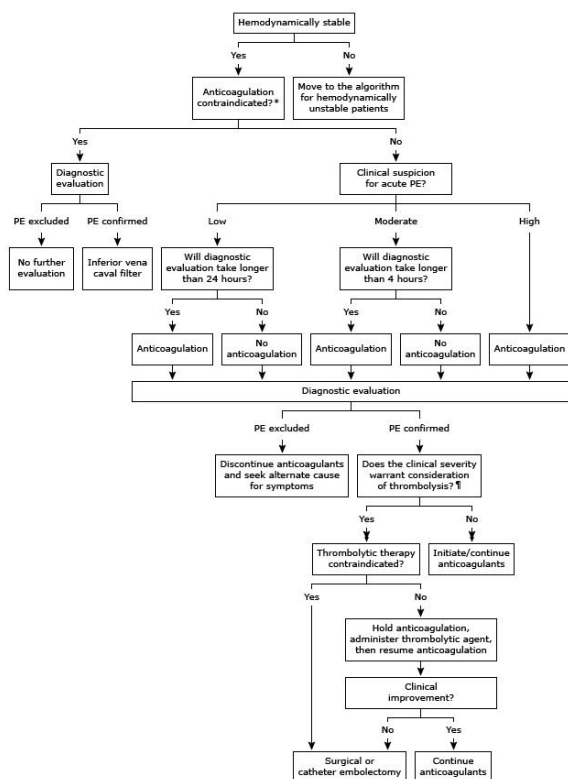 Hemodynamically stable
Yes
No
Anticoagulation
contraindicated?*
Move to the algorithm
for hemodynamically
unstable patients
Yes
No
Diagnostic
evaluation
Clinical suspicion
for acute PE?
PE excluded
PE confirmed
Low
Moderate
High
No further
evaluation
Inferior vena
caval filter
Will diagnostic
evaluation take longer
than 24 hours?
Will diagnostic
evaluation take longer
than 4 hours?
Yes
No
Yes
No
Anticoagulation
No
anticoagulation
Anticoagulation
No
anticoagulation
Anticoagulation
Diagnostic evaluation
PE excluded
PE confirmed
Discontinue anticoagulants
and seek alternate cause
for symptoms
Does the clinical severity
warrant consideration
of thrombolysis?¶
Yes
No
Thrombolytic therapy
contraindicated?
Initiate/continue
anticoagulants
Yes
No
Hold anticoagulation,
administer thrombolytic agent,
then resume anticoagulation
Clinical
improvement?
No
Yes
Surgical or
catheter embolectomy
Continue
anticoagulants